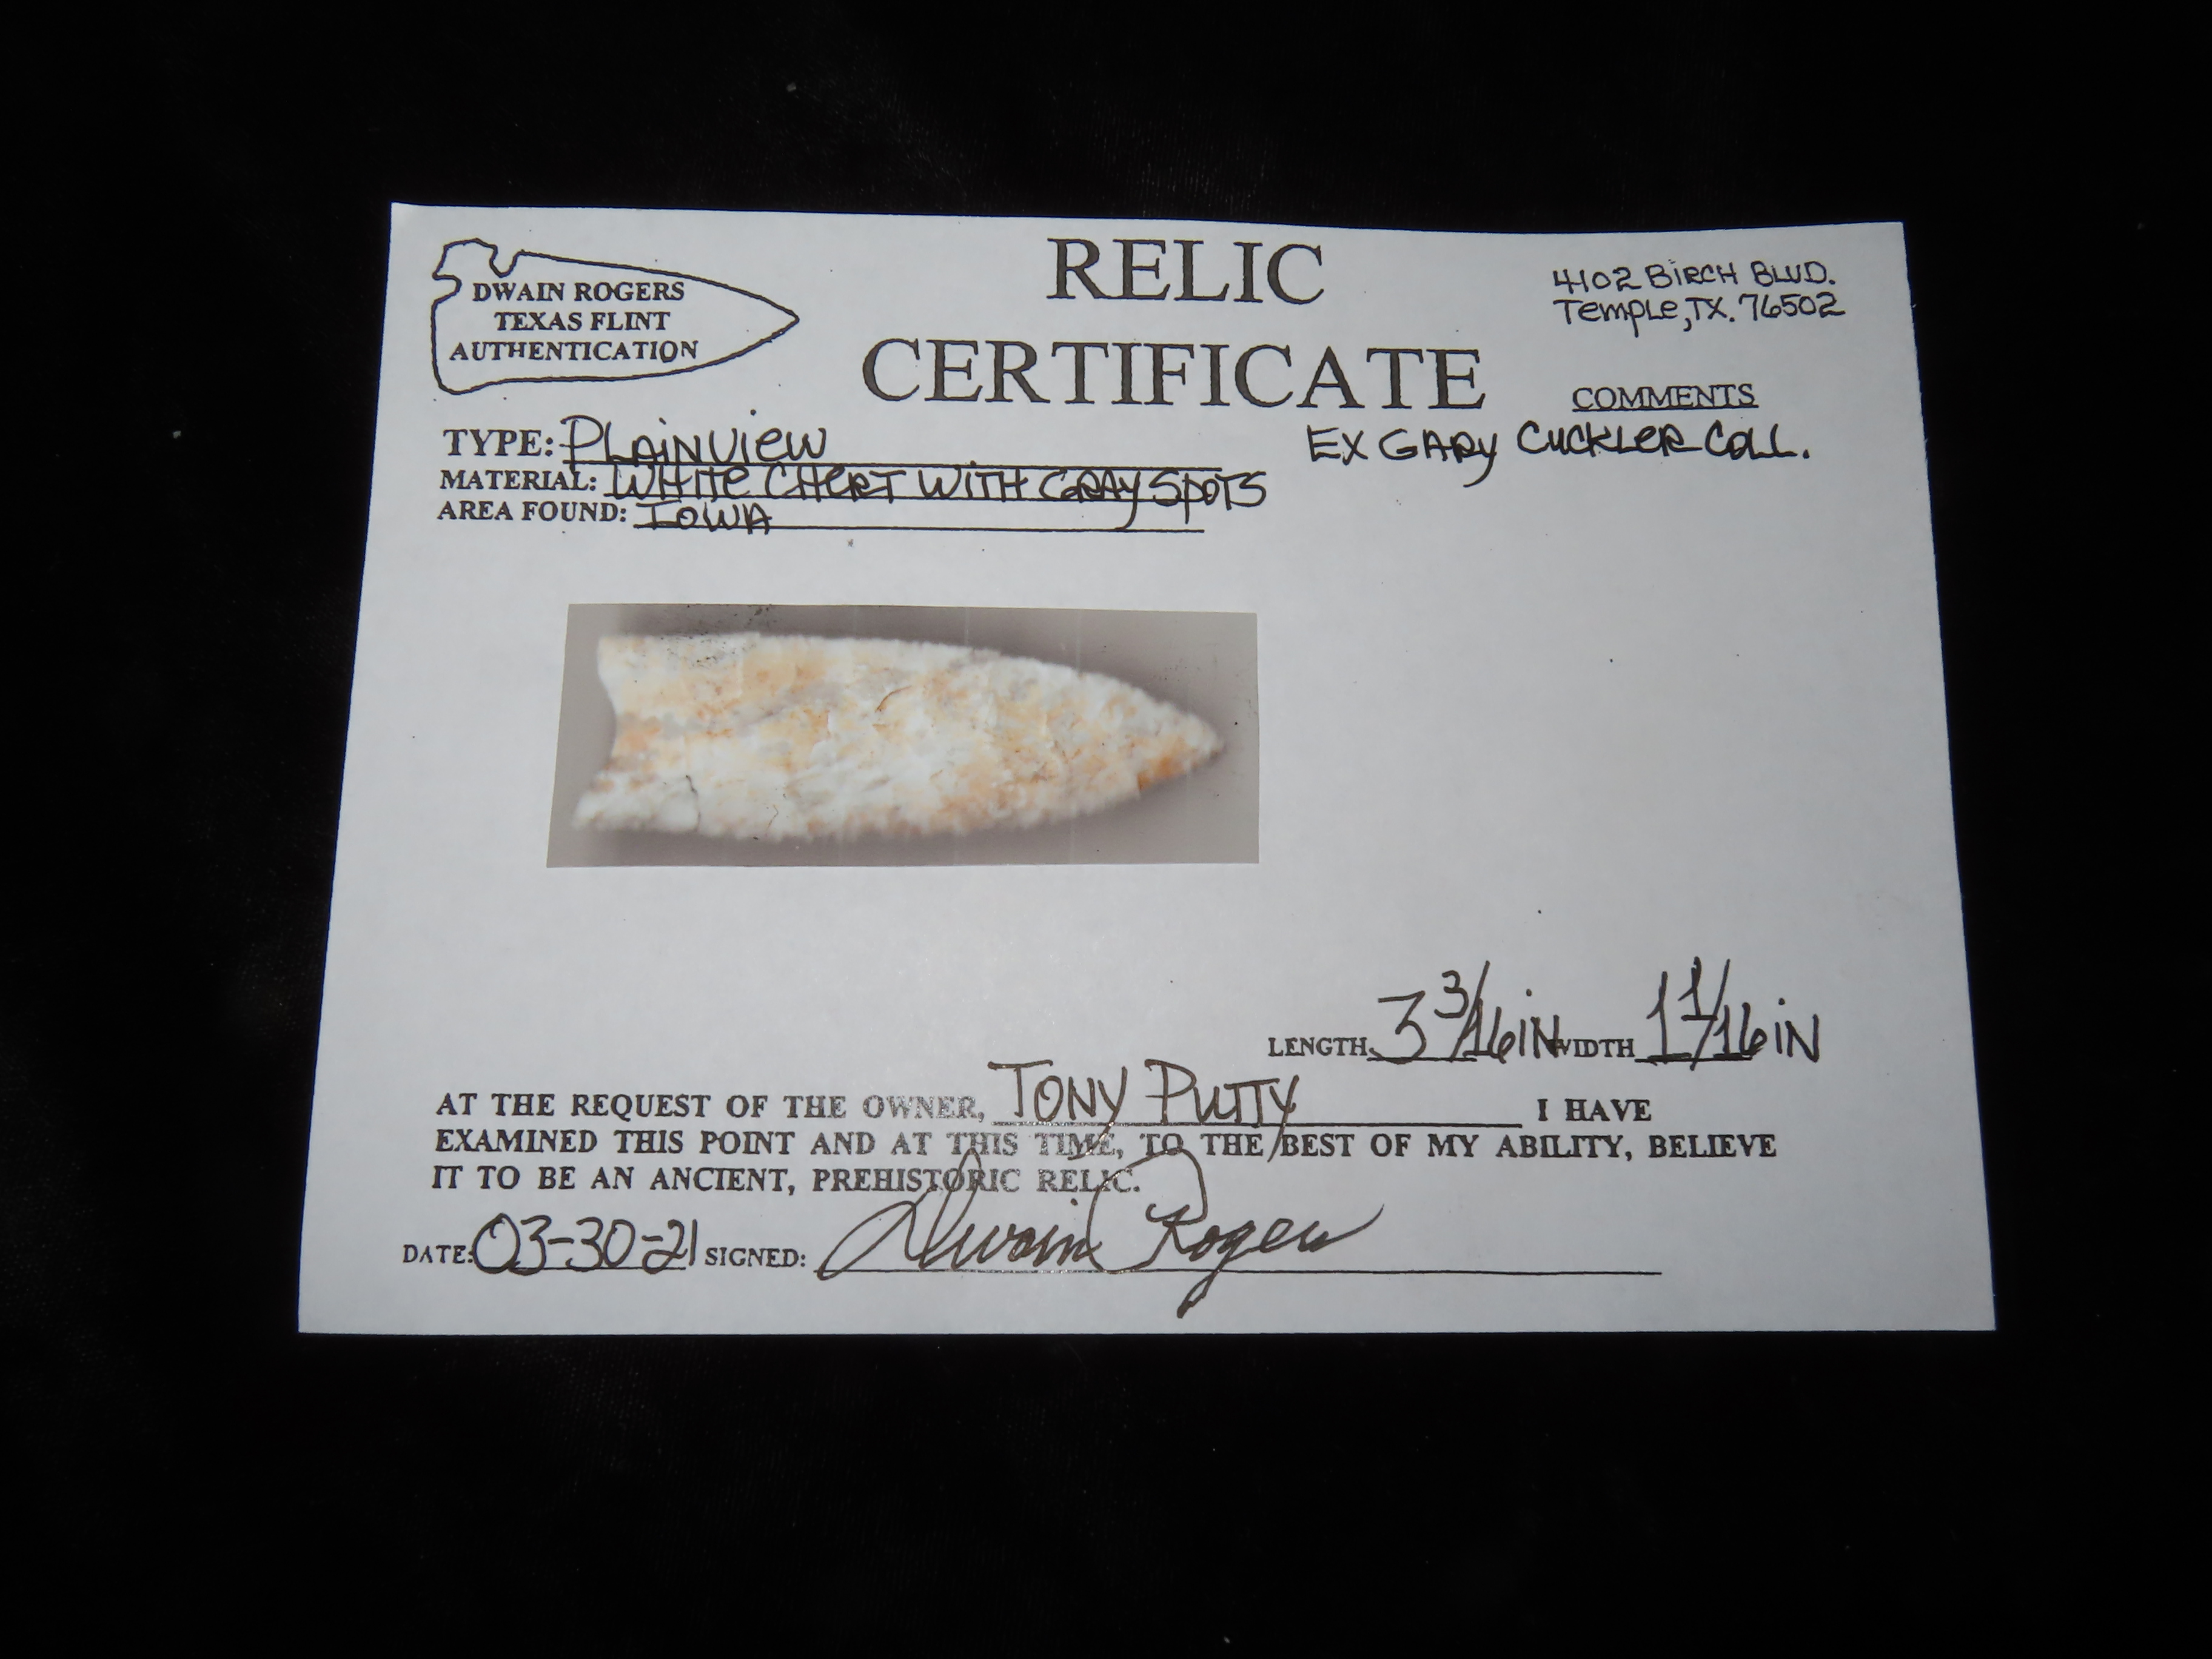 DWAIN ROGERS
TEXAS FLINT
AUTHENTICATION
RELIC
CERTIFICATE
4102 BIRCH BLVD.
Temple, TX. 76502
COMMENTS
EX GARY CUCKLER COLL.
TYPE: PLAINVIEW
MATERIAL: WHITE CHERT WITH GRAY SPOTS
AREA FOUND: IOWA
LENGTH 3 3/16 IN WIDTH 1 1/16 IN
AT THE REQUEST OF THE OWNER, TONY PUTTY I HAVE
EXAMINED THIS POINT AND AT THIS TIME, TO THE BEST OF MY ABILITY, BELIEVE
IT TO BE AN ANCIENT, PREHISTORIC RELIC.
DATE: 03-30-21 SIGNED: Dwain Rogers